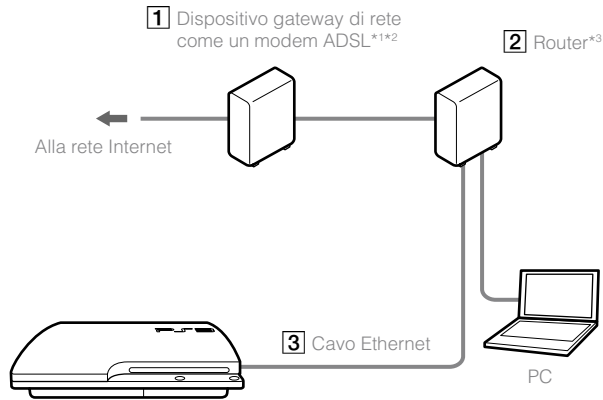 1 Dispositivo gateway di rete
come un modem ADSL*1*2
2 Router*3
Alla rete Internet
3 Cavo Ethernet
PC
PS3